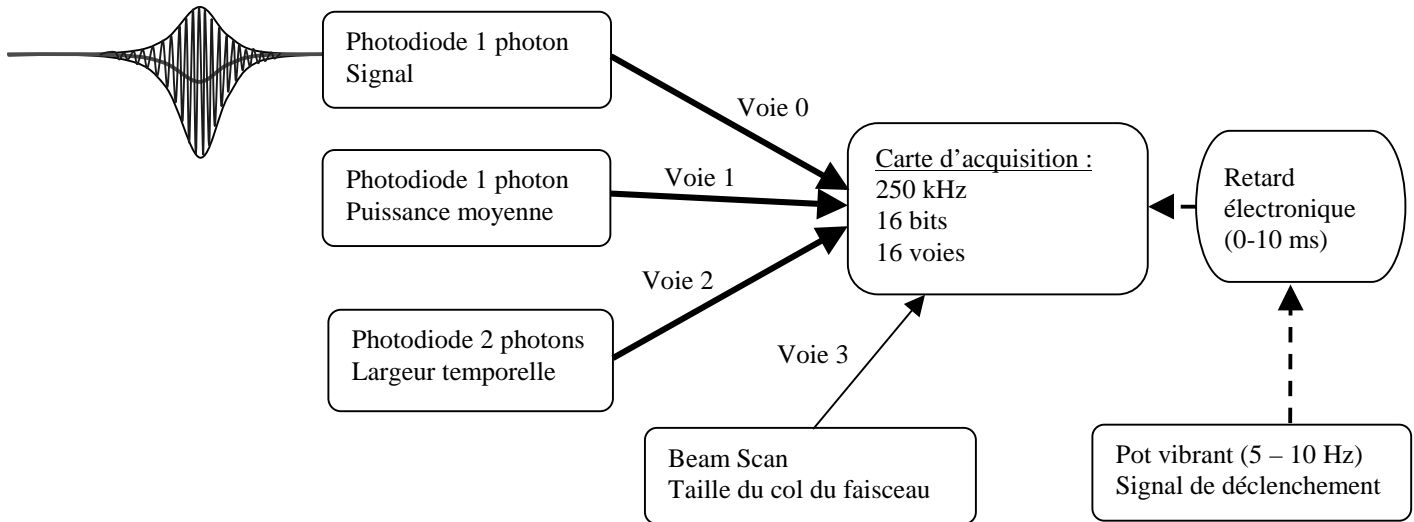 Photodiode 1 photon
Signal
Voie 0
Photodiode 1 photon
Puissance moyenne
Voie 1
Carte d’acquisition :
250 kHz
16 bits
16 voies
Retard
électronique
(0-10 ms)
Voie 2
Photodiode 2 photons
Largeur temporelle
Voie 3
Beam Scan
Taille du col du faisceau
Pot vibrant (5 – 10 Hz)
Signal de déclenchement